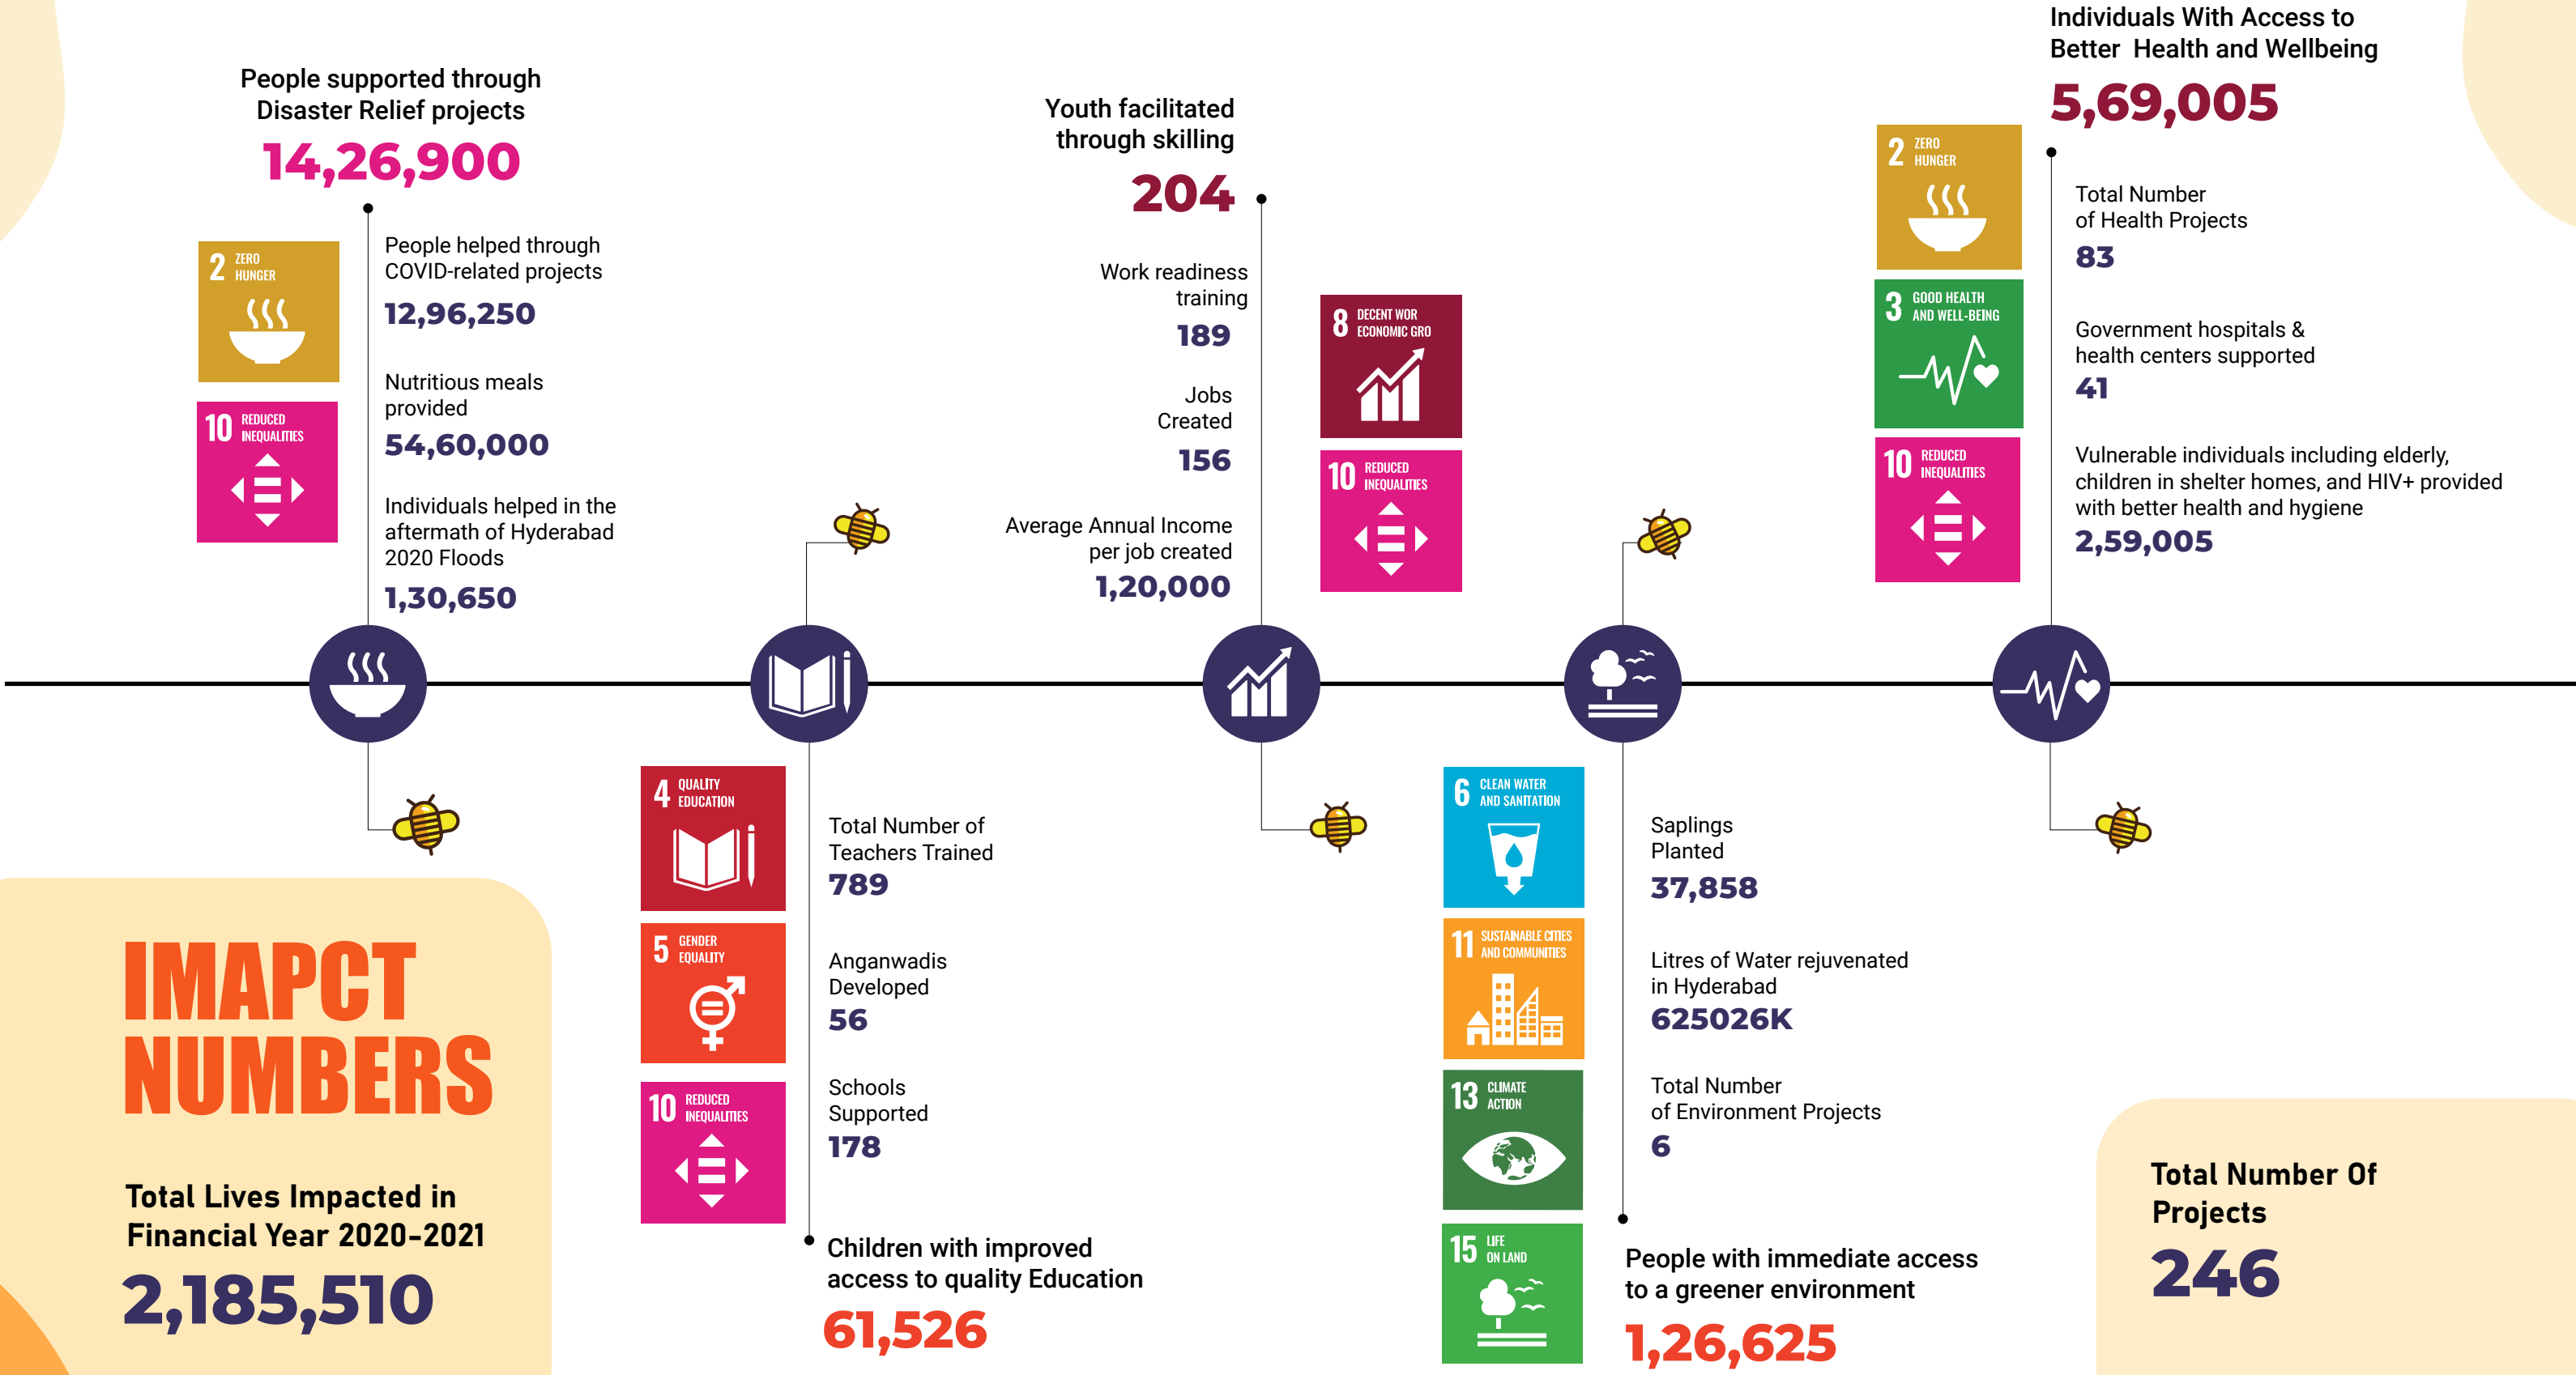 People supported through
Disaster Relief projects
14,26,900
2 ZERO
HUNGER
10 REDUCED
INEQUALITIES
People helped through
COVID-related projects
12,96,250
Nutritious meals
provided
54,60,000
Individuals helped in the
aftermath of Hyderabad
2020 Floods
1,30,650
Youth facilitated
through skilling
204
Work readiness
training
189
Jobs
Created
156
Average Annual Income
per job created
1,20,000
8 DECENT WOR
ECONOMIC GRO
10 REDUCED
INEQUALITIES
Individuals With Access to
Better Health and Wellbeing
5,69,005
2 ZERO
HUNGER
3 GOOD HEALTH
AND WELL-BEING
10 REDUCED
INEQUALITIES
Total Number
of Health Projects
83
Government hospitals &
health centers supported
41
Vulnerable individuals including elderly,
children in shelter homes, and HIV+ provided
with better health and hygiene
2,59,005
IMAPCT
NUMBERS
Total Lives Impacted in
Financial Year 2020-2021
2,185,510
4 QUALITY
EDUCATION
5 GENDER
EQUALITY
10 REDUCED
INEQUALITIES
Total Number of
Teachers Trained
789
Anganwadis
Developed
56
Schools
Supported
178
Children with improved
access to quality Education
61,526
6 CLEAN WATER
AND SANITATION
11 SUSTAINABLE CITIES
AND COMMUNITIES
13 CLIMATE
ACTION
15 LIFE
ON LAND
Saplings
Planted
37,858
Litres of Water rejuvenated
in Hyderabad
625026K
Total Number
of Environment Projects
6
People with immediate access
to a greener environment
1,26,625
Total Number Of
Projects
246